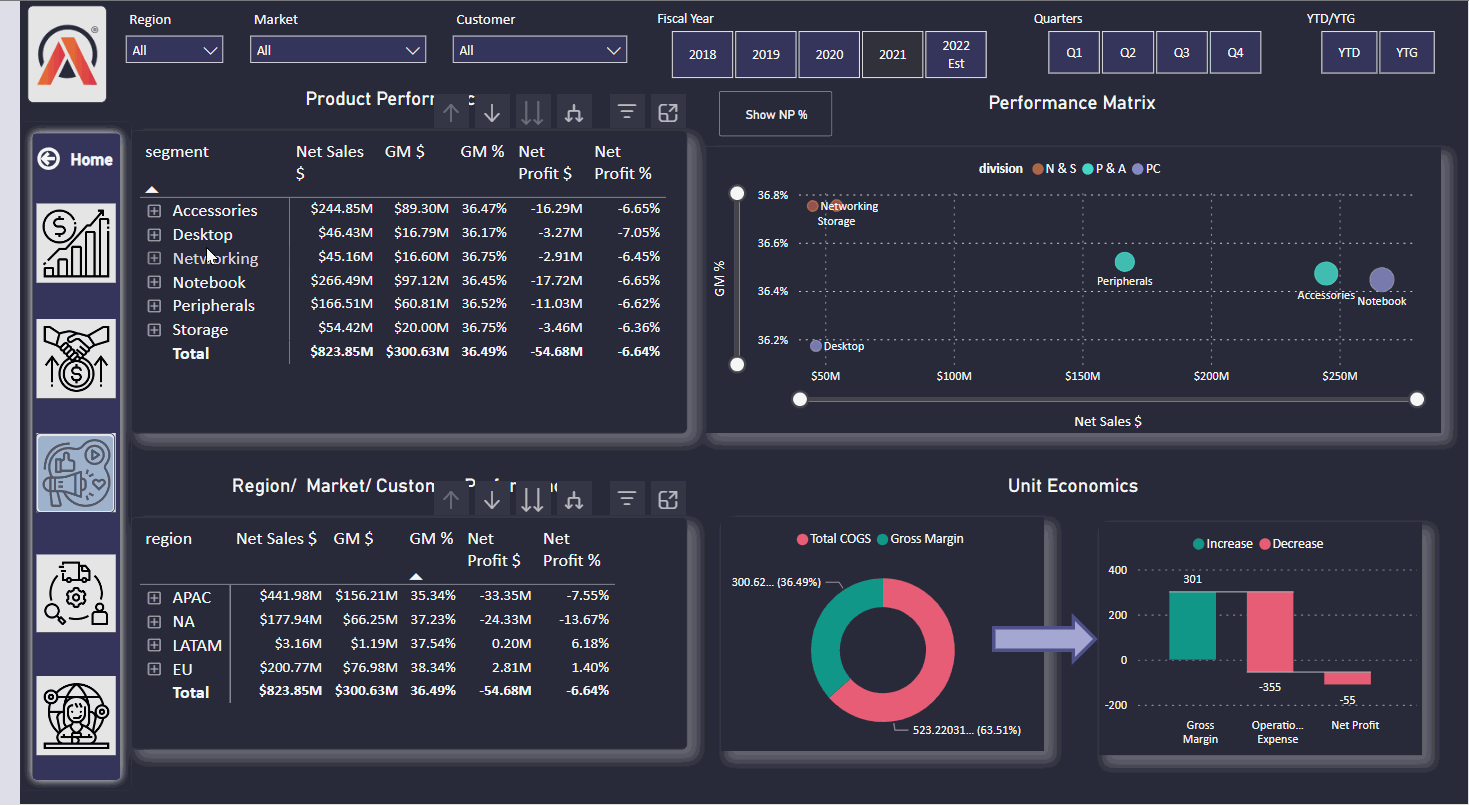 Region Market Customer Fiscal Year Quarters YTD/YTG
All All All 2018 2019 2020 2021 2022 Est Q1 Q2 Q3 Q4 YTD YTG
Home
Product
segment Net Sales $ GM $ GM % Net Profit $ Net Profit %
Accessories $244.85M $89.30M 36.47% -16.29M -6.65%
Desktop $46.43M $16.79M 36.17% -3.27M -7.05%
Networking $45.16M $16.60M 36.75% -2.91M -6.45%
Notebook $266.49M $97.12M 36.45% -17.72M -6.65%
Peripherals $166.51M $60.81M 36.52% -11.03M -6.62%
Storage $54.42M $20.00M 36.75% -3.46M -6.36%
Total $823.85M $300.63M 36.49% -54.68M -6.64%
Show NP %
Performance Matrix
division N & S P & A PC
GM %
36.8%
36.6%
36.4%
36.2%
Networking
Storage
Peripherals
Accessories
Notebook
Desktop
$50M $100M $150M $200M $250M
Net Sales $
Region/ Market/
region Net Sales $ GM $ GM % Net Profit $ Net Profit %
APAC $441.98M $156.21M 35.34% -33.35M -7.55%
NA $177.94M $66.25M 37.23% -24.33M -13.67%
LATAM $3.16M $1.19M 37.54% 0.20M 6.18%
EU $200.77M $76.98M 38.34% 2.81M 1.40%
Total $823.85M $300.63M 36.49% -54.68M -6.64%
Unit Economics
Total COGS Gross Margin
300.62... (36.49%)
523.22031... (63.51%)
Increase Decrease
400
200
0
-200
301
-355
-55
Gross Margin
Operatio... Expense
Net Profit